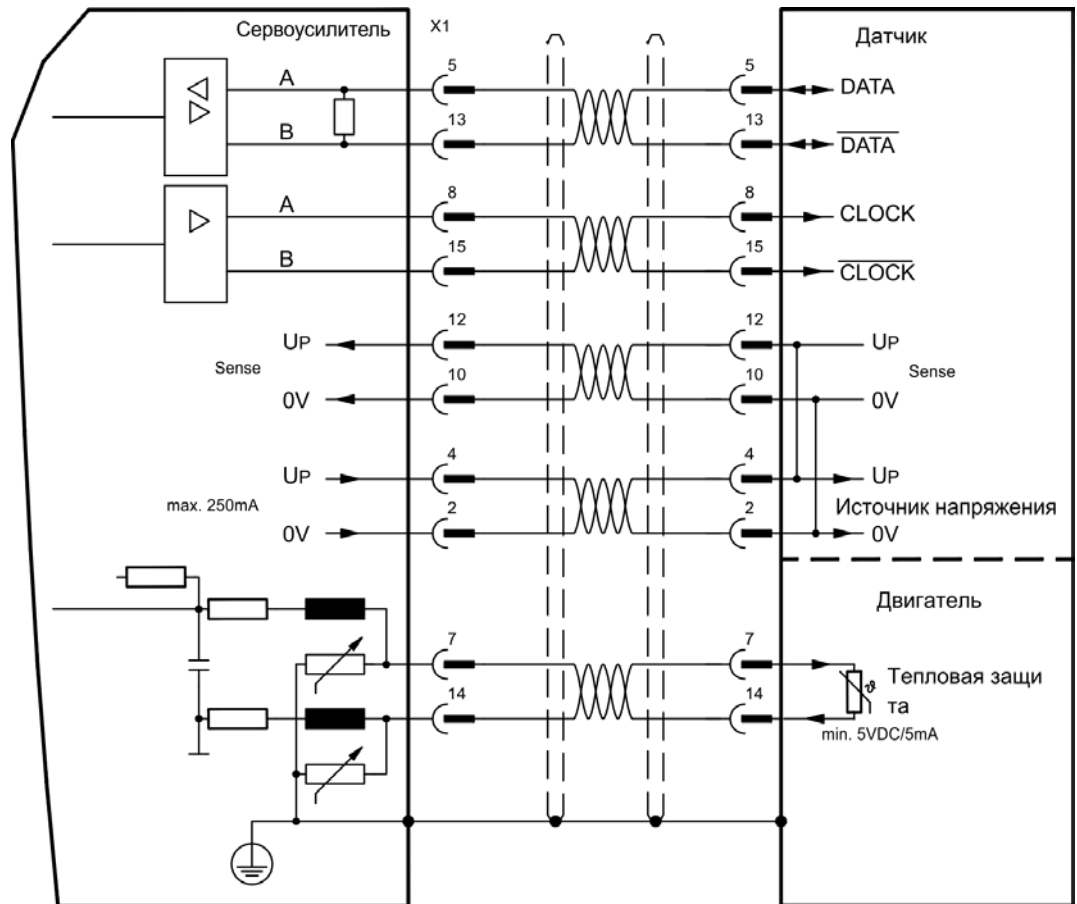 Сервоусилитель
X1
Датчик
A
5
5
DATA
B
13
13
DATA
A
8
8
CLOCK
B
15
15
CLOCK
UP
12
12
UP
Sense
Sense
0V
10
10
0V
UP
4
4
UP
max. 250mA
Источник напряжения
0V
2
2
0V
Двигатель
7
7
Тепловая защи
ϑ
та
14
14
min. 5VDC/5mA